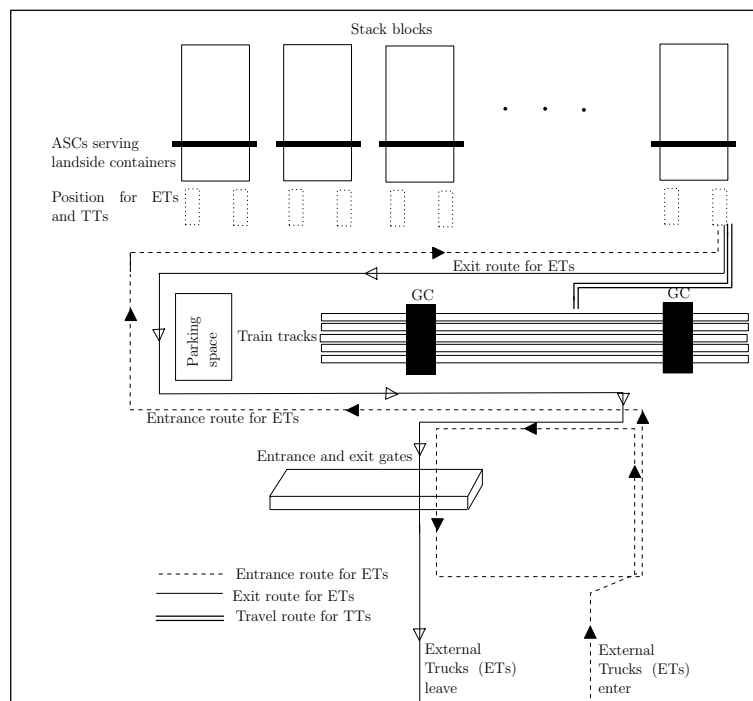 Stack blocks
ASCs serving
landside containers
Position for ETs
and TTs
Exit route for ETs
GC
GC
Parking
space
Train tracks
Entrance route for ETs
Entrance and exit gates
Entrance route for ETs
Exit route for ETs
Travel route for TTs
External
Trucks (ETs)
leave
External
Trucks (ETs)
enter